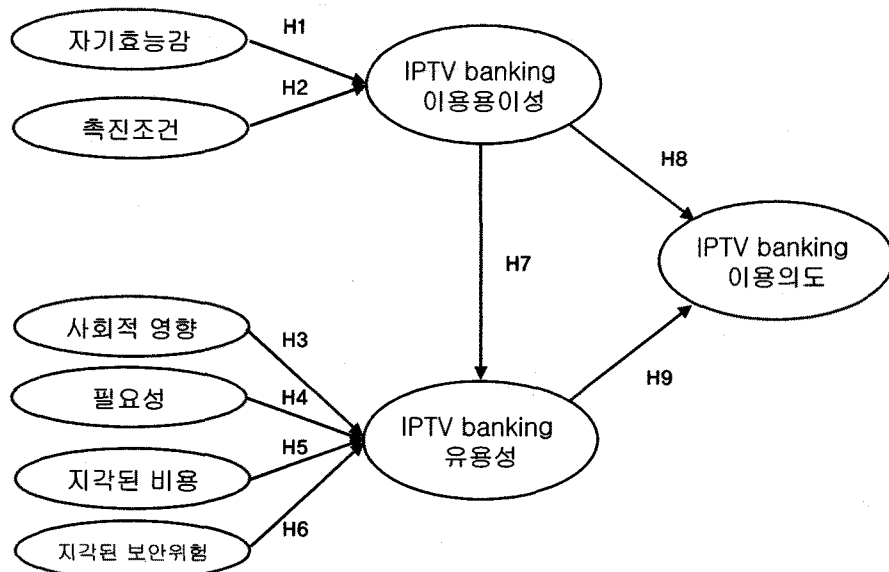 자기효능감
H1
H2
촉진조건
IPTV banking
이용용이성
H8
H7
IPTV banking
이용의도
사회적 영향
H3
필요성
H4
H5
지각된 비용
H6
지각된 보안위험
IPTV banking
유용성
H9